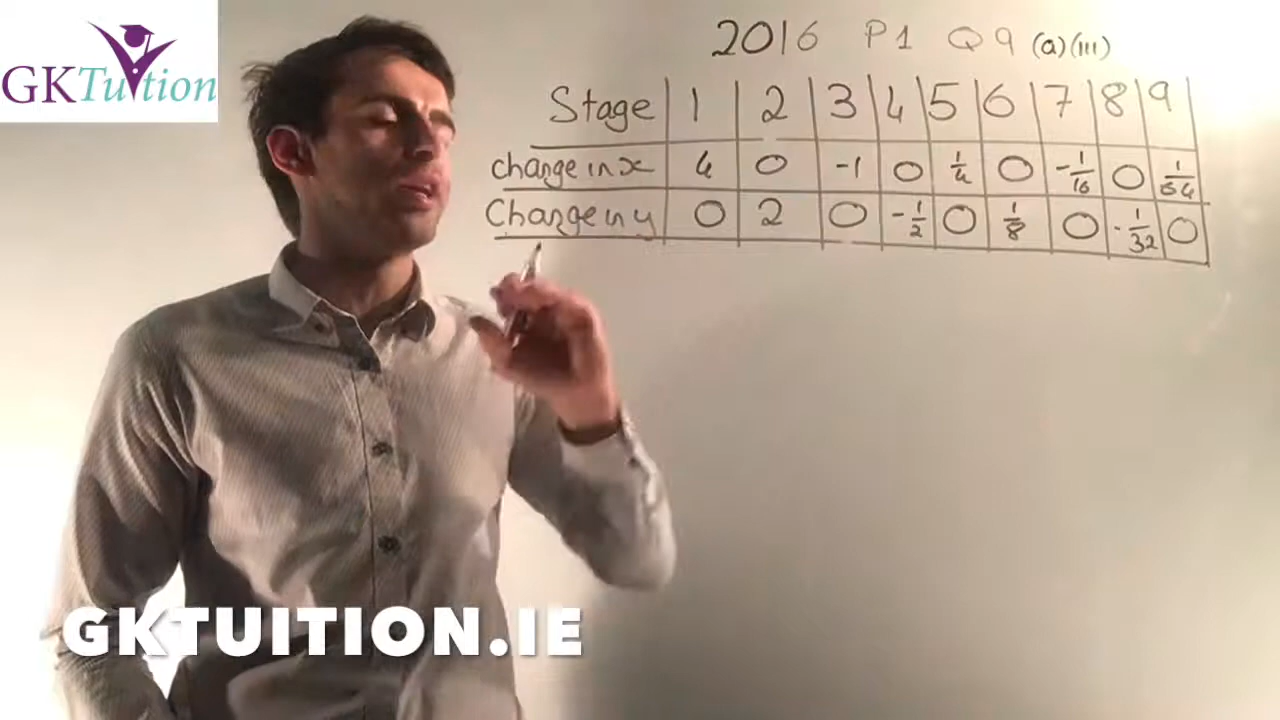 GKTuition
2016 P1 Q9 (a)(iii)
Stage 1 2 3 4 5 6 7 8 9
change in x 4 0 -1 0 1/4 0 -1/16 0 1/64
Change in y 0 2 0 -1/2 0 1/8 0 -1/32 0
GKTUITION.IE